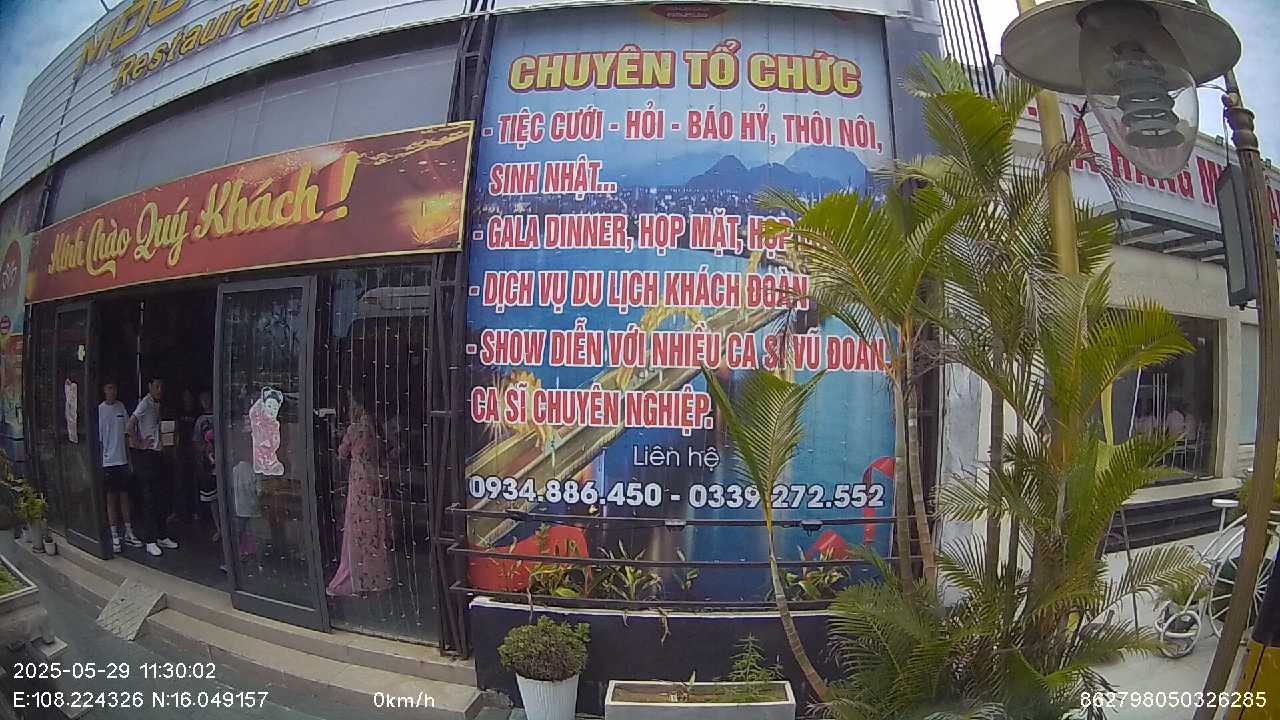 Restaurant
Kính Chào Quý Khách!
CHUYÊN TỔ CHỨC
- TIỆC CƯỚI - HỎI - BÁO HỶ, THÔI NÔI,
SINH NHẬT...
- GALA DINNER, HỌP MẶT, HỌP
- DỊCH VỤ DU LỊCH KHÁCH ĐOÀN
- SHOW DIỄN VỚI NHIỀU CA SĨ VŨ ĐOÀN.
CA SĨ CHUYÊN NGHIỆP.
Liên hệ
0934.886.450 - 0339.272.552
HÀNG
2025-05-29 11:30:02
E:108.224326 N:16.049157
0km/h
862798050326285